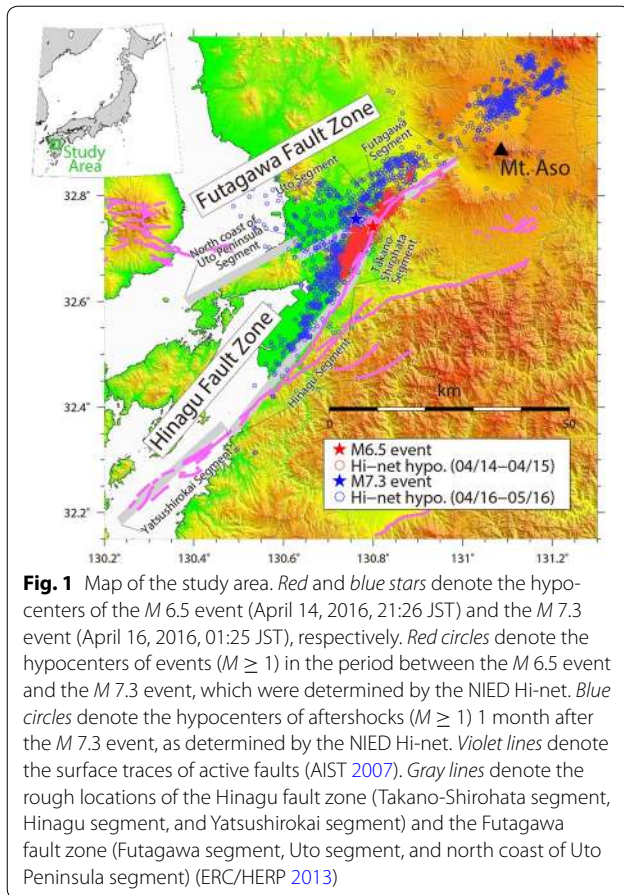 Study
Area
Futagawa Fault Zone
Futagawa
Segment
Uto Segment
North coast of
Uto Peninsula
Segment
Mt. Aso
Takano-
Shirohata
Segment
Hinagu Fault Zone
Hinagu Segment
Yatsushirokai Segment
32.8°
32.6°
32.4°
32.2°
130.2°
130.4°
130.6°
130.8°
131°
131.2°
km
0
50
M6.5 event
Hi-net hypo. (04/14-04/15)
M7.3 event
Hi-net hypo. (04/16-05/16)
Fig. 1 Map of the study area. Red and blue stars denote the hypo-
centers of the M 6.5 event (April 14, 2016, 21:26 JST) and the M 7.3
event (April 16, 2016, 01:25 JST), respectively. Red circles denote the
hypocenters of events (M ≥ 1) in the period between the M 6.5 event
and the M 7.3 event, which were determined by the NIED Hi-net. Blue
circles denote the hypocenters of aftershocks (M ≥ 1) 1 month after
the M 7.3 event, as determined by the NIED Hi-net. Violet lines denote
the surface traces of active faults (AIST 2007). Gray lines denote the
rough locations of the Hinagu fault zone (Takano-Shirohata segment,
Hinagu segment, and Yatsushirokai segment) and the Futagawa
fault zone (Futagawa segment, Uto segment, and north coast of Uto
Peninsula segment) (ERC/HERP 2013)